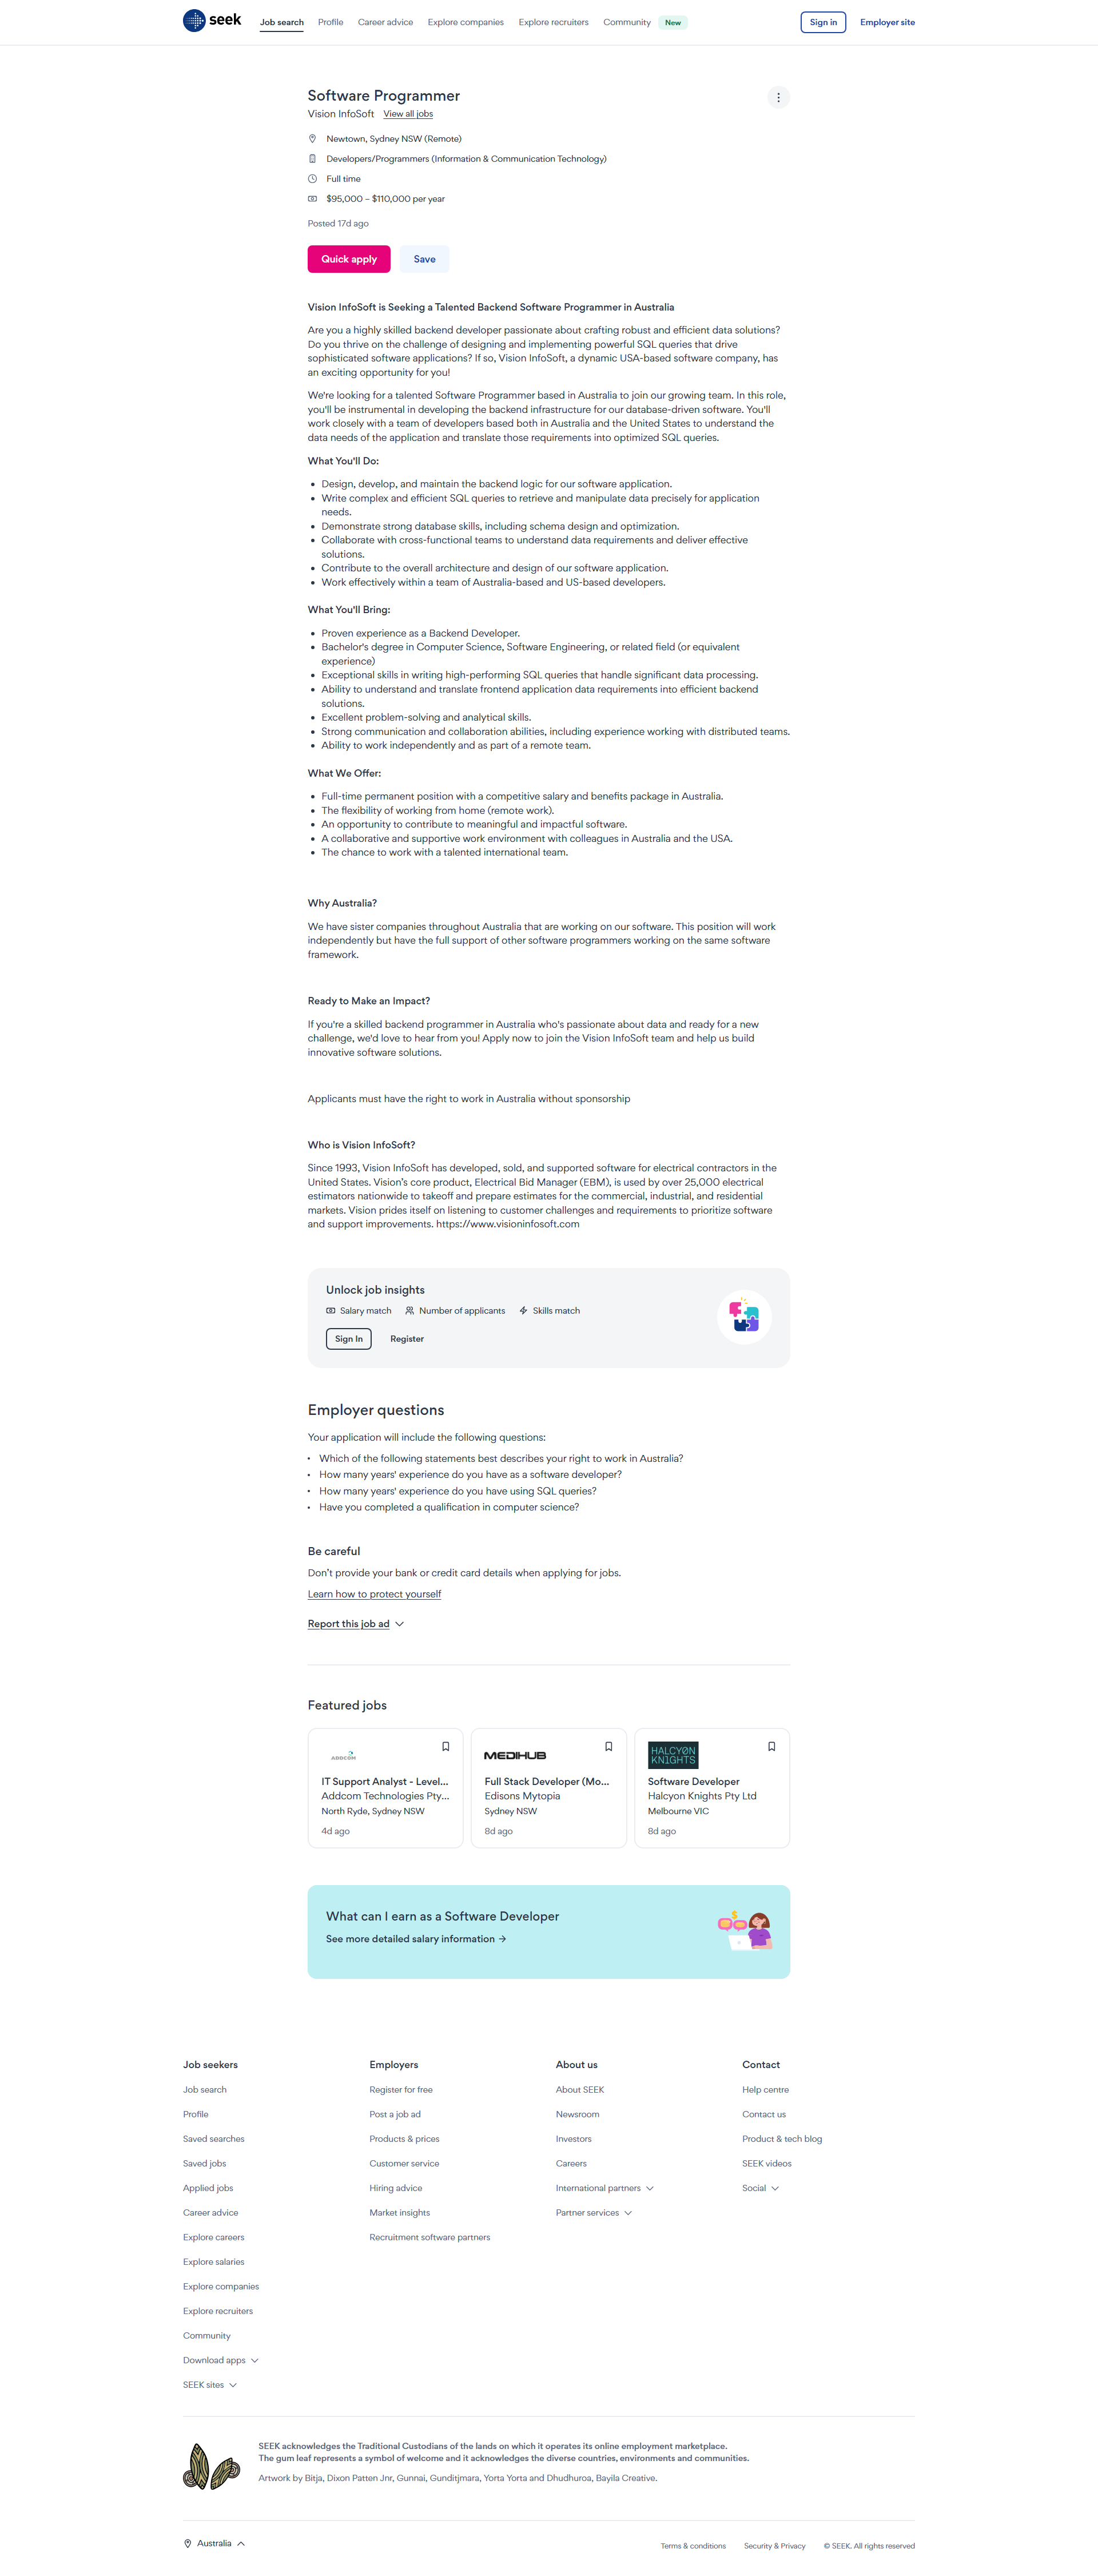 seek
Job search
Profile
Career advice
Explore companies
Explore recruiters
Community
New
Sign in
Employer site
Software Programmer
Vision InfoSoft
View all jobs
Newtown, Sydney NSW (Remote)
Developers/Programmers (Information & Communication Technology)
Full time
$95,000 – $110,000 per year
Posted 17d ago
Quick apply
Save
Vision InfoSoft is Seeking a Talented Backend Software Programmer in Australia
Are you a highly skilled backend developer passionate about crafting robust and efficient data solutions?
Do you thrive on the challenge of designing and implementing powerful SQL queries that drive
sophisticated software applications? If so, Vision InfoSoft, a dynamic USA-based software company, has
an exciting opportunity for you!
We're looking for a talented Software Programmer based in Australia to join our growing team. In this role,
you'll be instrumental in developing the backend infrastructure for our database-driven software. You'll
work closely with a team of developers based both in Australia and the United States to understand the
data needs of the application and translate those requirements into optimized SQL queries.
What You'll Do:
• Design, develop, and maintain the backend logic for our software application.
• Write complex and efficient SQL queries to retrieve and manipulate data precisely for application
needs.
• Demonstrate strong database skills, including schema design and optimization.
• Collaborate with cross-functional teams to understand data requirements and deliver effective
solutions.
• Contribute to the overall architecture and design of our software application.
• Work effectively within a team of Australia-based and US-based developers.
What You'll Bring:
• Proven experience as a Backend Developer.
• Bachelor's degree in Computer Science, Software Engineering, or related field (or equivalent
experience)
• Exceptional skills in writing high-performing SQL queries that handle significant data processing.
• Ability to understand and translate frontend application data requirements into efficient backend
solutions.
• Excellent problem-solving and analytical skills.
• Strong communication and collaboration abilities, including experience working with distributed teams.
• Ability to work independently and as part of a remote team.
What We Offer:
• Full-time permanent position with a competitive salary and benefits package in Australia.
• The flexibility of working from home (remote work).
• An opportunity to contribute to meaningful and impactful software.
• A collaborative and supportive work environment with colleagues in Australia and the USA.
• The chance to work with a talented international team.
Why Australia?
We have sister companies throughout Australia that are working on our software. This position will work
independently but have the full support of other software programmers working on the same software
framework.
Ready to Make an Impact?
If you're a skilled backend programmer in Australia who's passionate about data and ready for a new
challenge, we'd love to hear from you! Apply now to join the Vision InfoSoft team and help us build
innovative software solutions.
Applicants must have the right to work in Australia without sponsorship
Who is Vision InfoSoft?
Since 1993, Vision InfoSoft has developed, sold, and supported software for electrical contractors in the
United States. Vision's core product, Electrical Bid Manager (EBM), is used by over 25,000 electrical
estimators nationwide to takeoff and prepare estimates for the commercial, industrial, and residential
markets. Vision prides itself on listening to customer challenges and requirements to prioritize software
and support improvements. https://www.visioninfosoft.com
Unlock job insights
Salary match
Number of applicants
Skills match
Sign In
Register
Employer questions
Your application will include the following questions:
• Which of the following statements best describes your right to work in Australia?
• How many years' experience do you have as a software developer?
• How many years' experience do you have using SQL queries?
• Have you completed a qualification in computer science?
Be careful
Don't provide your bank or credit card details when applying for jobs.
Learn how to protect yourself
Report this job ad
Featured jobs
ADDCOM
IT Support Analyst - Level...
Addcom Technologies Pty...
North Ryde, Sydney NSW
4d ago
MEDIHUB
Full Stack Developer (Mo...
Edisons Mytopia
Sydney NSW
8d ago
HALCYON
KNIGHTS
Software Developer
Halcyon Knights Pty Ltd
Melbourne VIC
8d ago
What can I earn as a Software Developer
See more detailed salary information →
$
Job seekers
Job search
Profile
Saved searches
Saved jobs
Applied jobs
Career advice
Explore careers
Explore salaries
Explore companies
Explore recruiters
Community
Download apps
SEEK sites
Employers
Register for free
Post a job ad
Products & prices
Customer service
Hiring advice
Market insights
Recruitment software partners
About us
About SEEK
Newsroom
Investors
Careers
International partners
Partner services
Contact
Help centre
Contact us
Product & tech blog
SEEK videos
Social
SEEK acknowledges the Traditional Custodians of the lands on which it operates its online employment marketplace.
The gum leaf represents a symbol of welcome and it acknowledges the diverse countries, environments and communities.
Artwork by Bitja, Dixon Patten Jnr, Gunnai, Gunditjmara, Yorta Yorta and Dhudhuroa, Bayila Creative.
Australia
Terms & conditions
Security & Privacy
© SEEK. All rights reserved